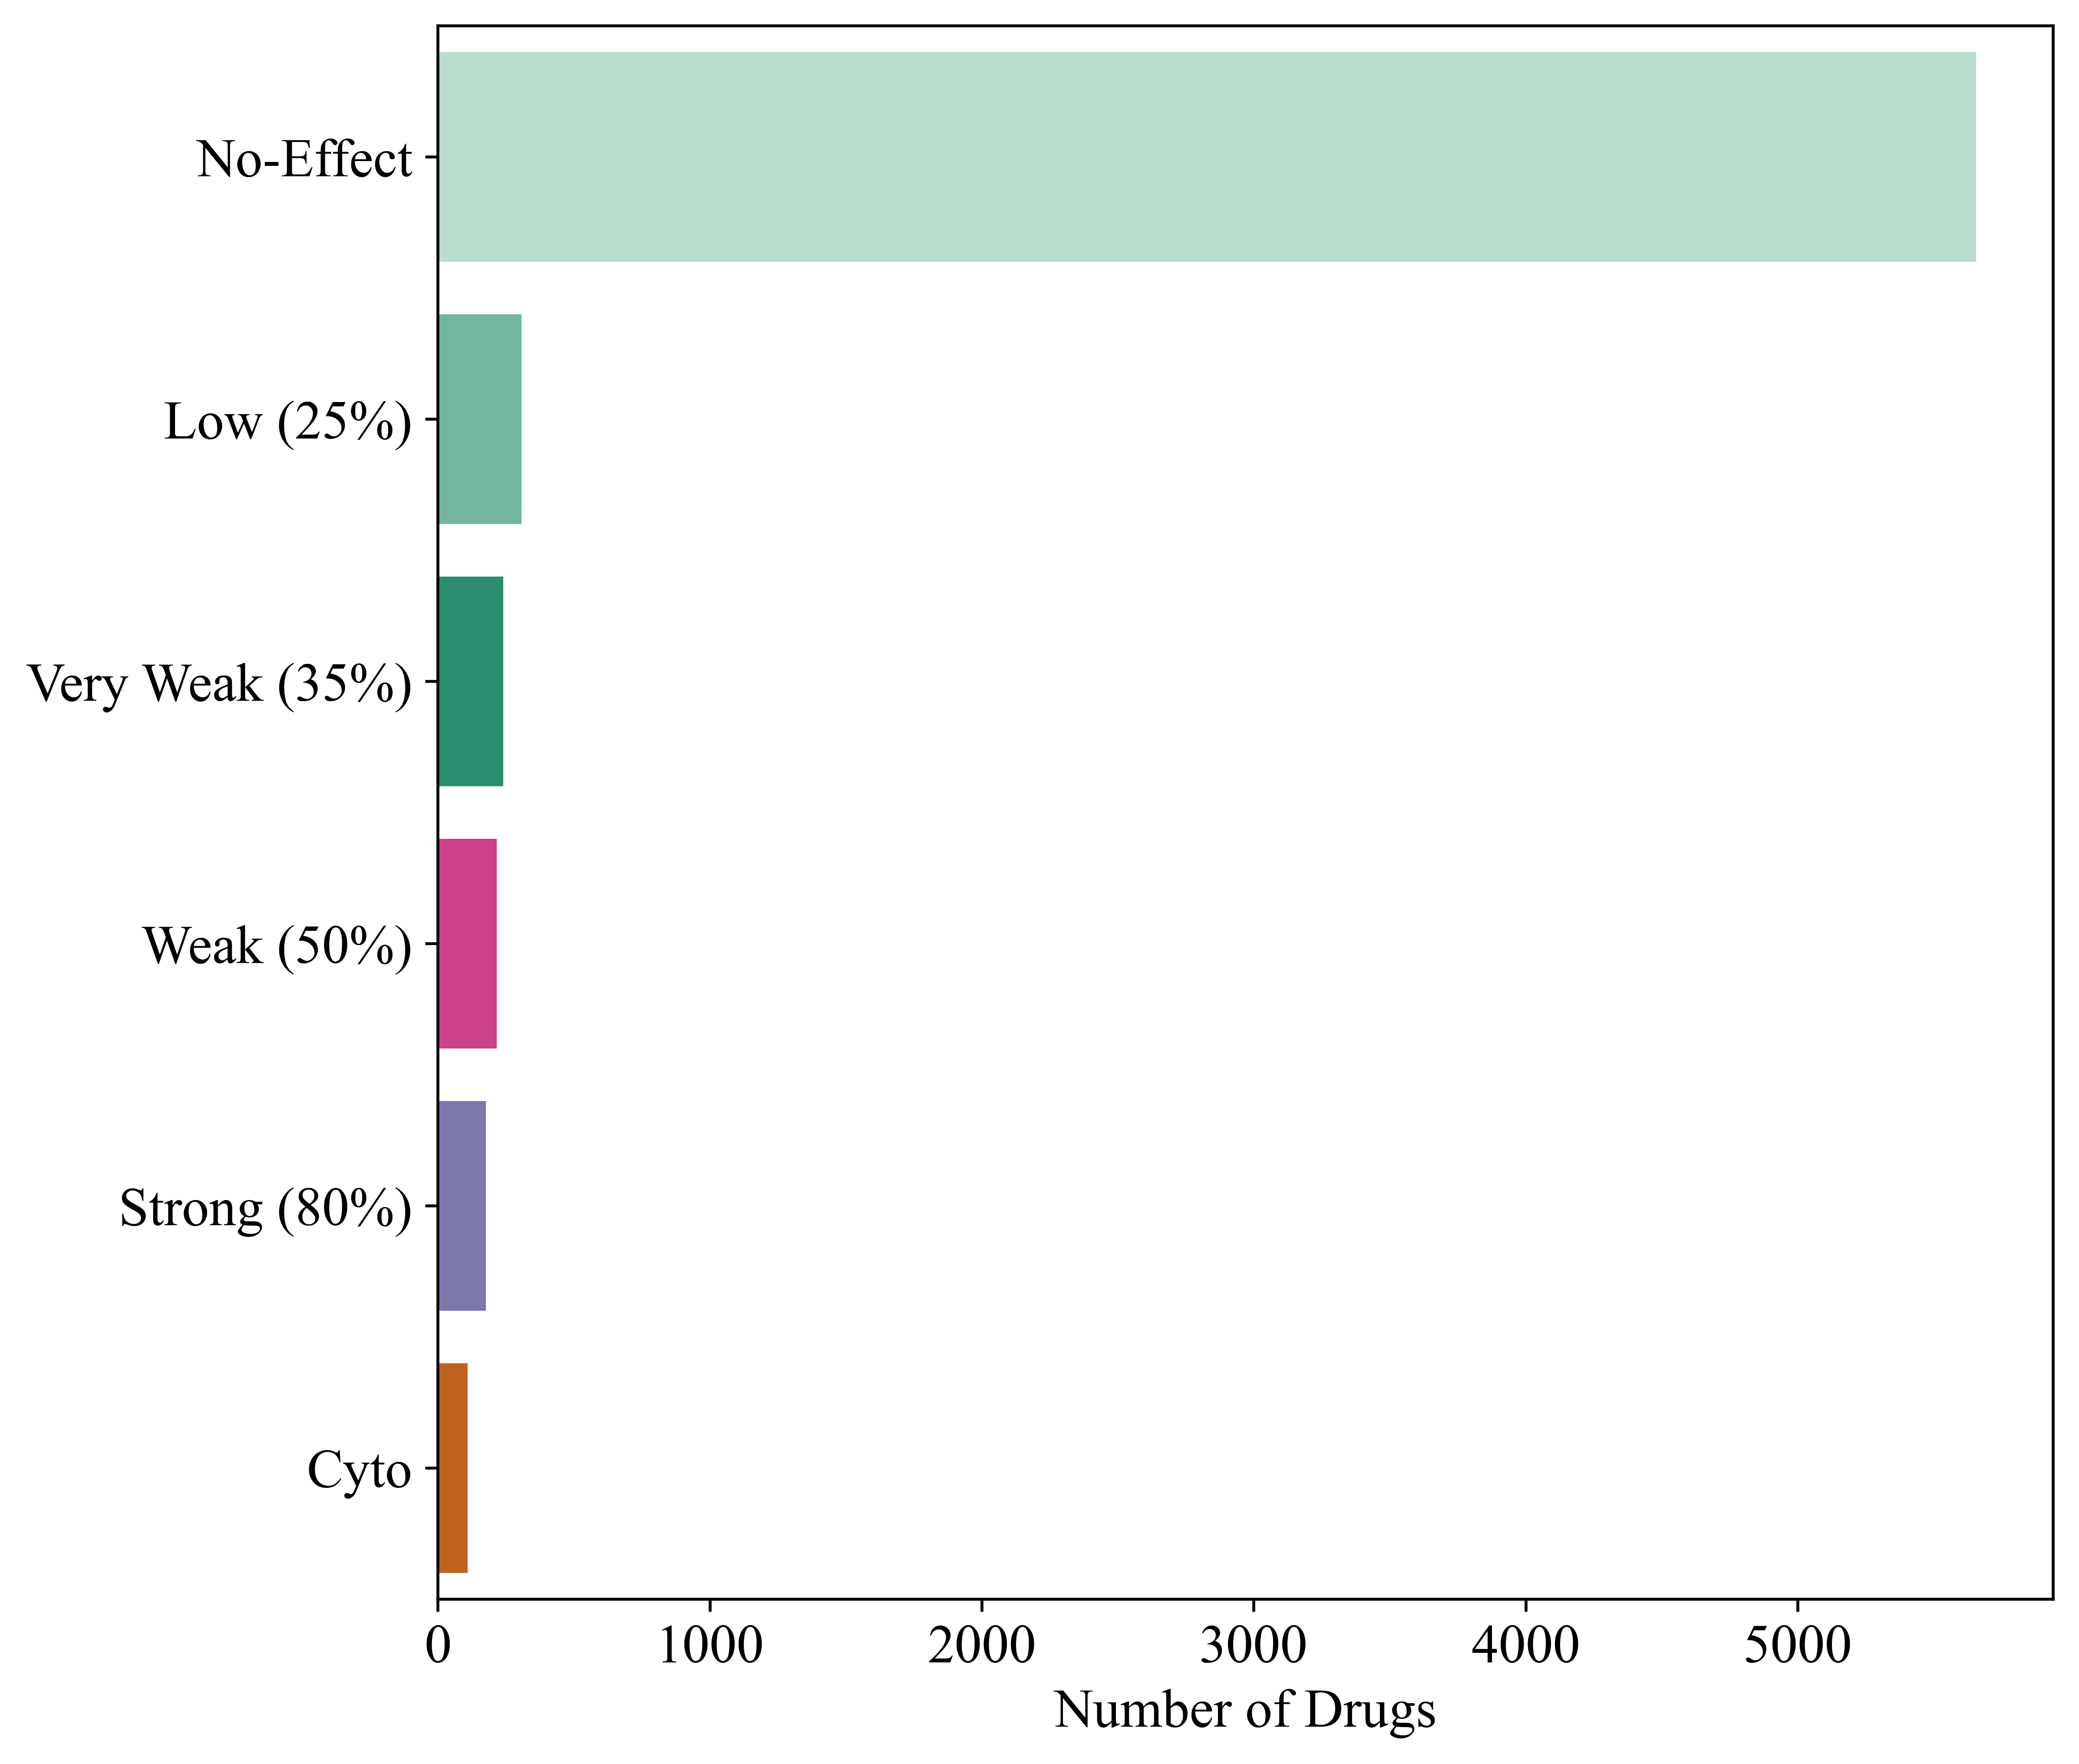 No-Effect
Low (25%)
Very Weak (35%)
Weak (50%)
Strong (80%)
Cyto
0 1000 2000 3000 4000 5000
Number of Drugs